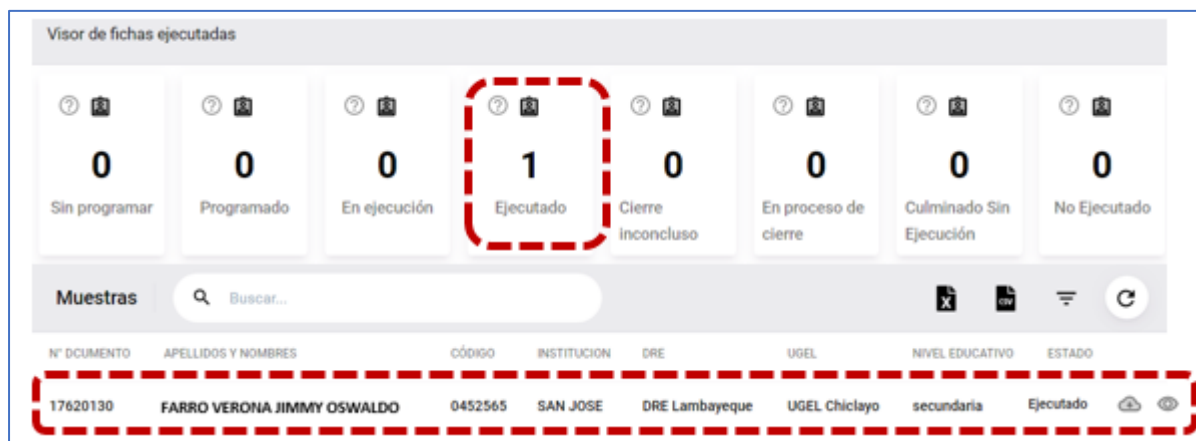 Visor de fichas ejecutadas
0 0 0 1 0 0 0 0
Sin programar Programado En ejecución Ejecutado Cierre inconcluso En proceso de cierre Culminado Sin Ejecución No Ejecutado
Muestras Buscar... X CSV
N° DCUMENTO APELLIDOS Y NOMBRES CÓDIGO INSTITUCION DRE UGEL NIVEL EDUCATIVO ESTADO
17620130 FARRO VERONA JIMMY OSWALDO 0452565 SAN JOSE DRE Lambayeque UGEL Chiclayo secundaria Ejecutado